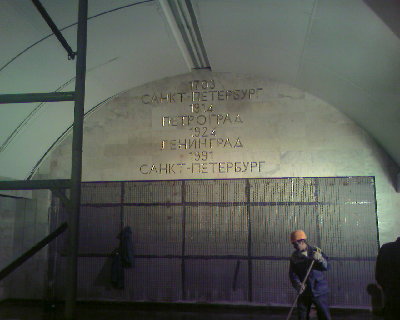 1703
САНКТ-ПЕТЕРБУРГ
1914
ПЕТРОГРАД
1924
ЛЕНИНГРАД
1991
САНКТ-ПЕТЕРБУРГ